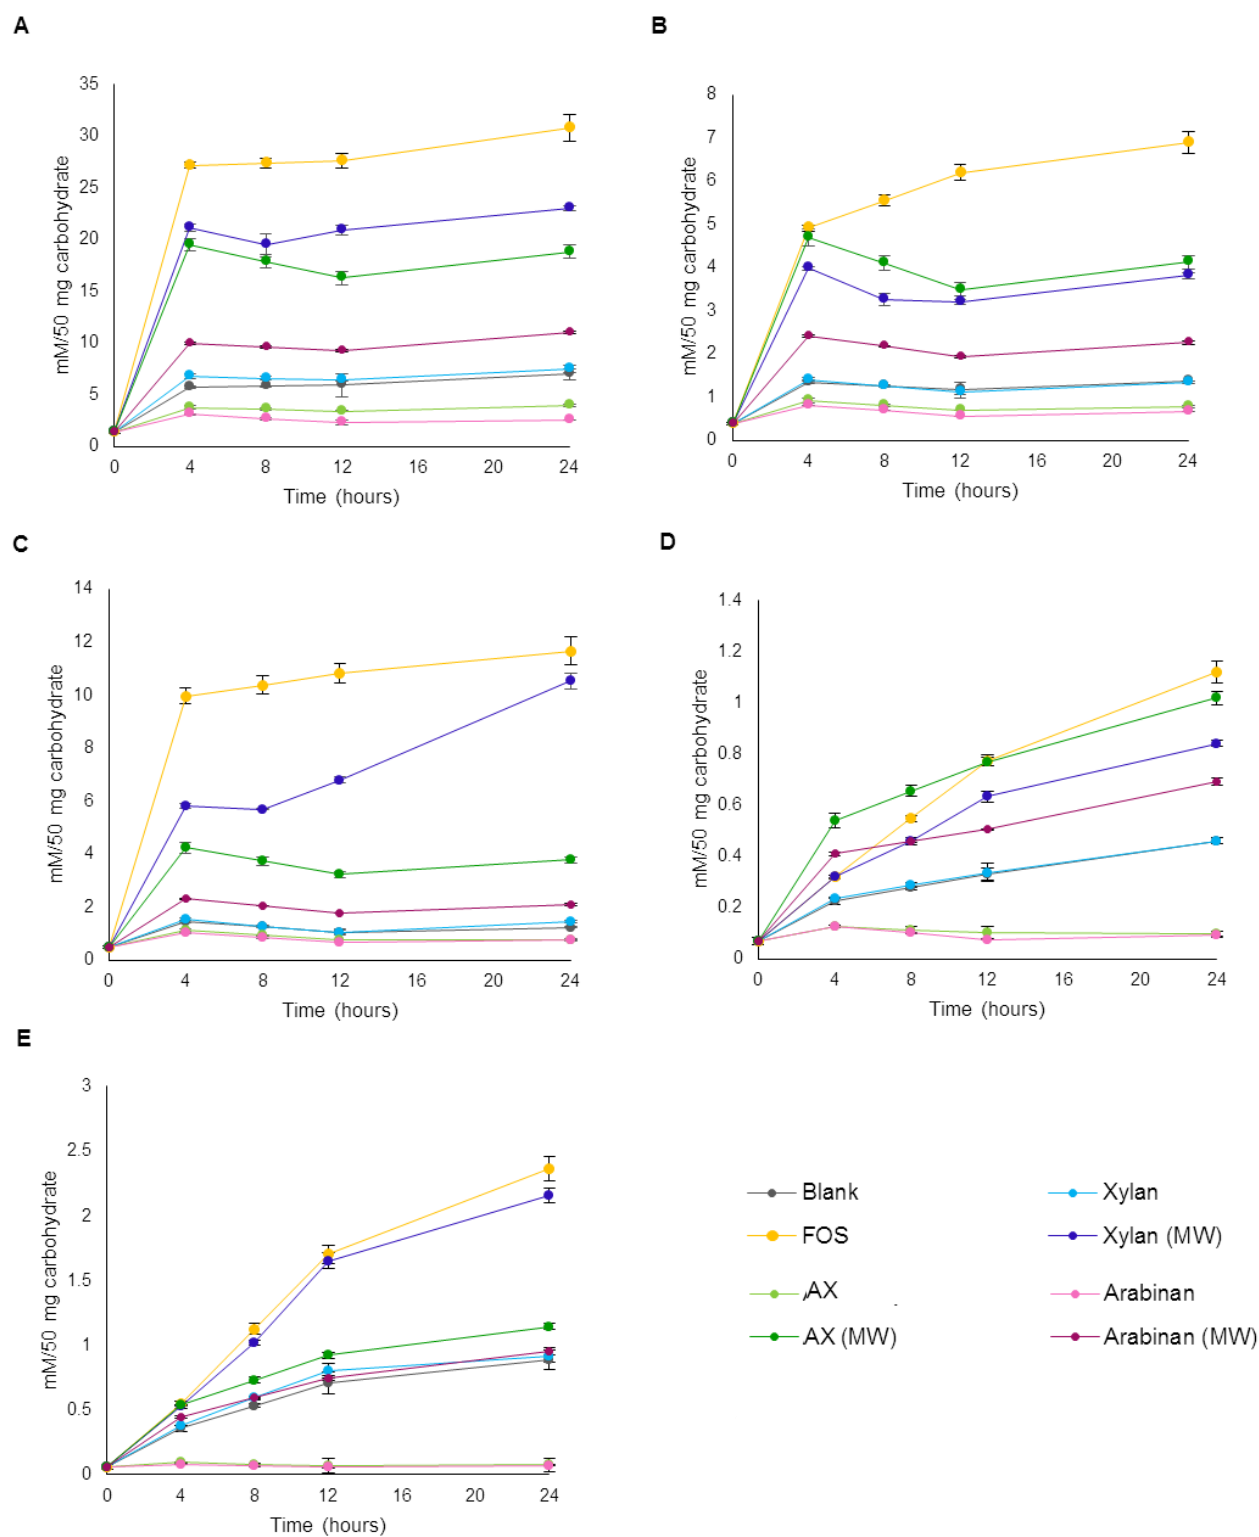 A
mM/50 mg carbohydrate
35
30
25
20
15
10
5
0
0 4 8 12 16 20 24
Time (hours)
B
mM/50 mg carbohydrate
8
7
6
5
4
3
2
1
0
0 4 8 12 16 20 24
Time (hours)
C
mM/50 mg carbohydrate
14
12
10
8
6
4
2
0
0 4 8 12 16 20 24
Time (hours)
D
mM/50 mg carbohydrate
1.4
1.2
1
0.8
0.6
0.4
0.2
0
0 4 8 12 16 20 24
Time (hours)
E
mM/50 mg carbohydrate
3
2.5
2
1.5
1
0.5
0
0 4 8 12 16 20 24
Time (hours)
Blank
FOS
AX
AX (MW)
Xylan
Xylan (MW)
Arabinan
Arabinan (MW)